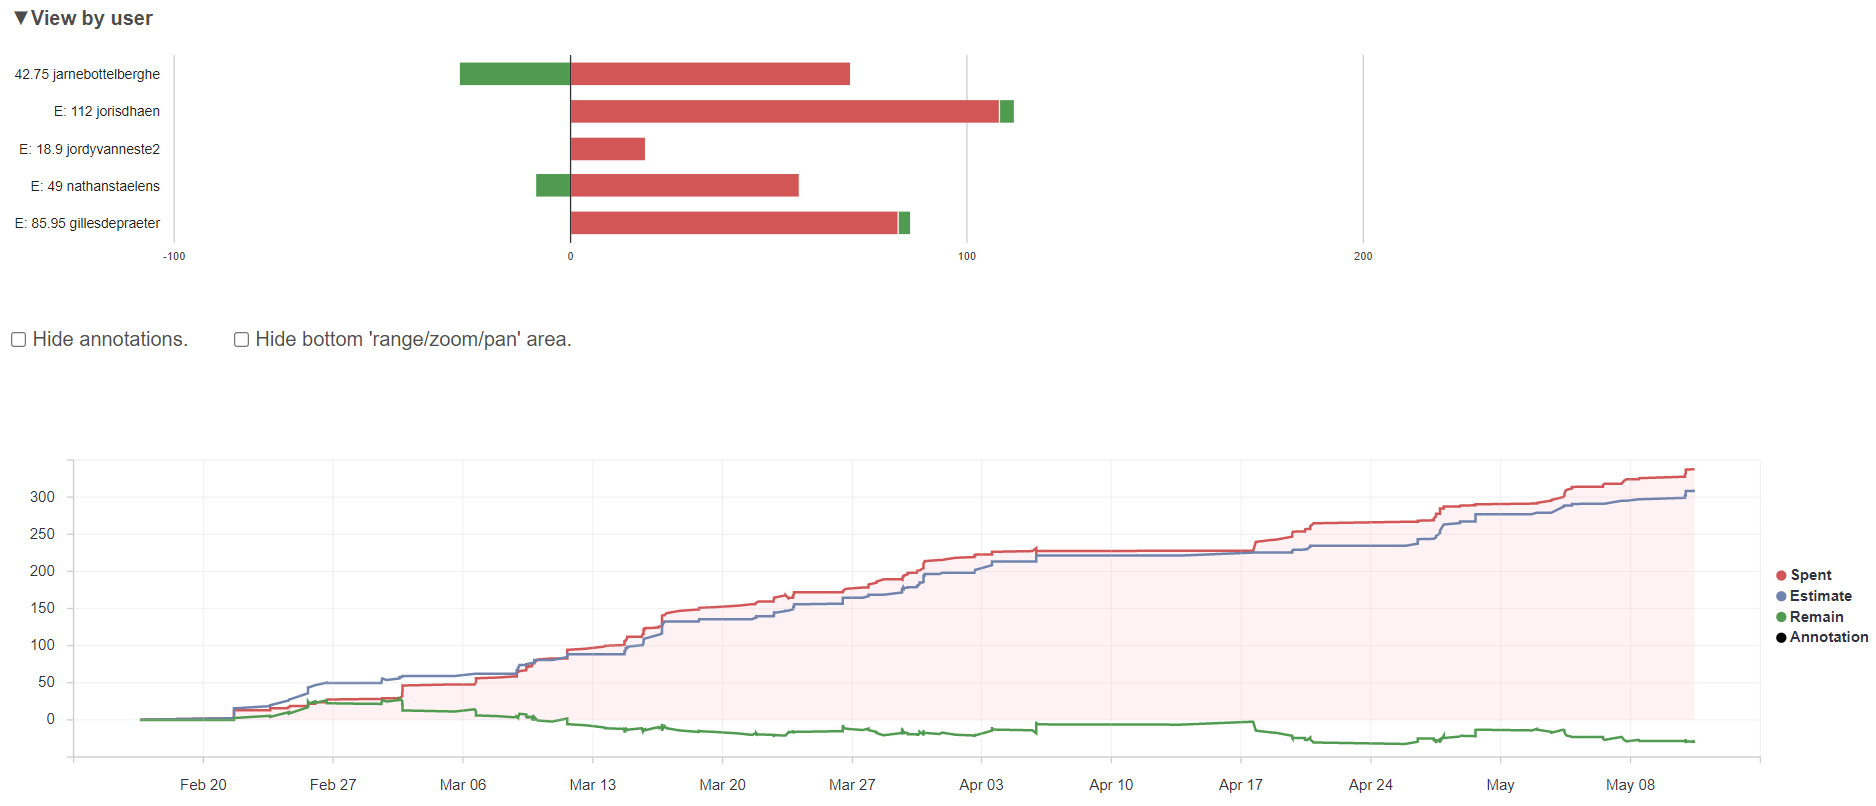 ▼View by user
42.75 jarnebottelberghe
E: 112 jorisdhaen
E: 18.9 jordyvanneste2
E: 49 nathanstaelens
E: 85.95 gillesdepraeter
-100 0 100 200
Hide annotations. Hide bottom 'range/zoom/pan' area.
300
250
200
150
100
50
0
Spent
Estimate
Remain
Annotation
Feb 20 Feb 27 Mar 06 Mar 13 Mar 20 Mar 27 Apr 03 Apr 10 Apr 17 Apr 24 May May 08